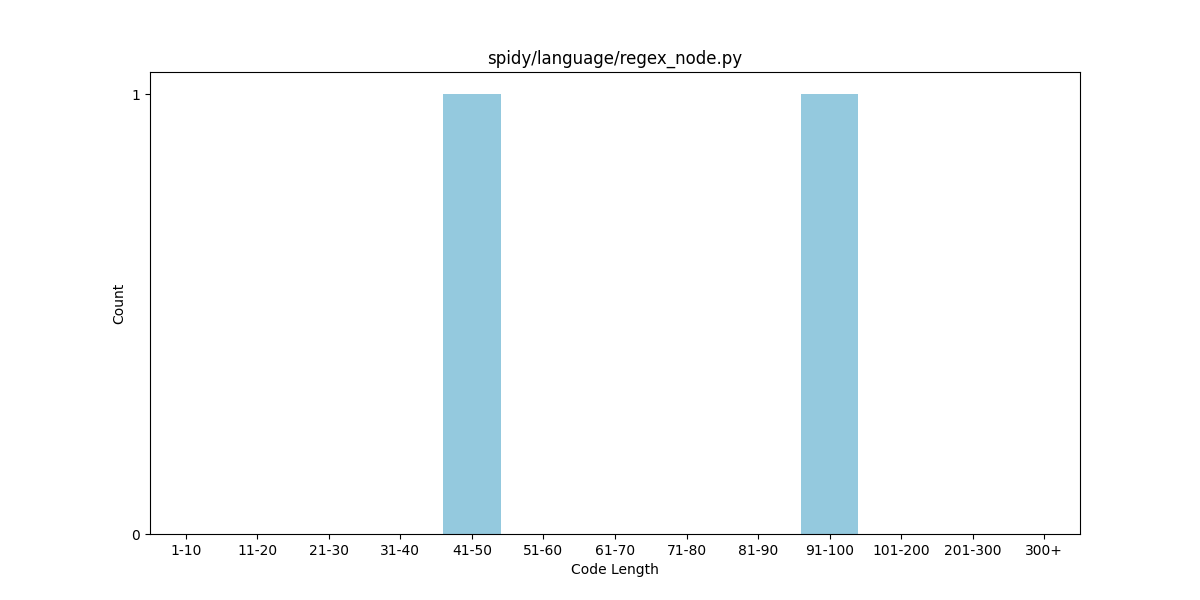 spidy/language/regex_node.py
1
Count
0
1-10 11-20 21-30 31-40 41-50 51-60 61-70 71-80 81-90 91-100 101-200 201-300 300+
Code Length